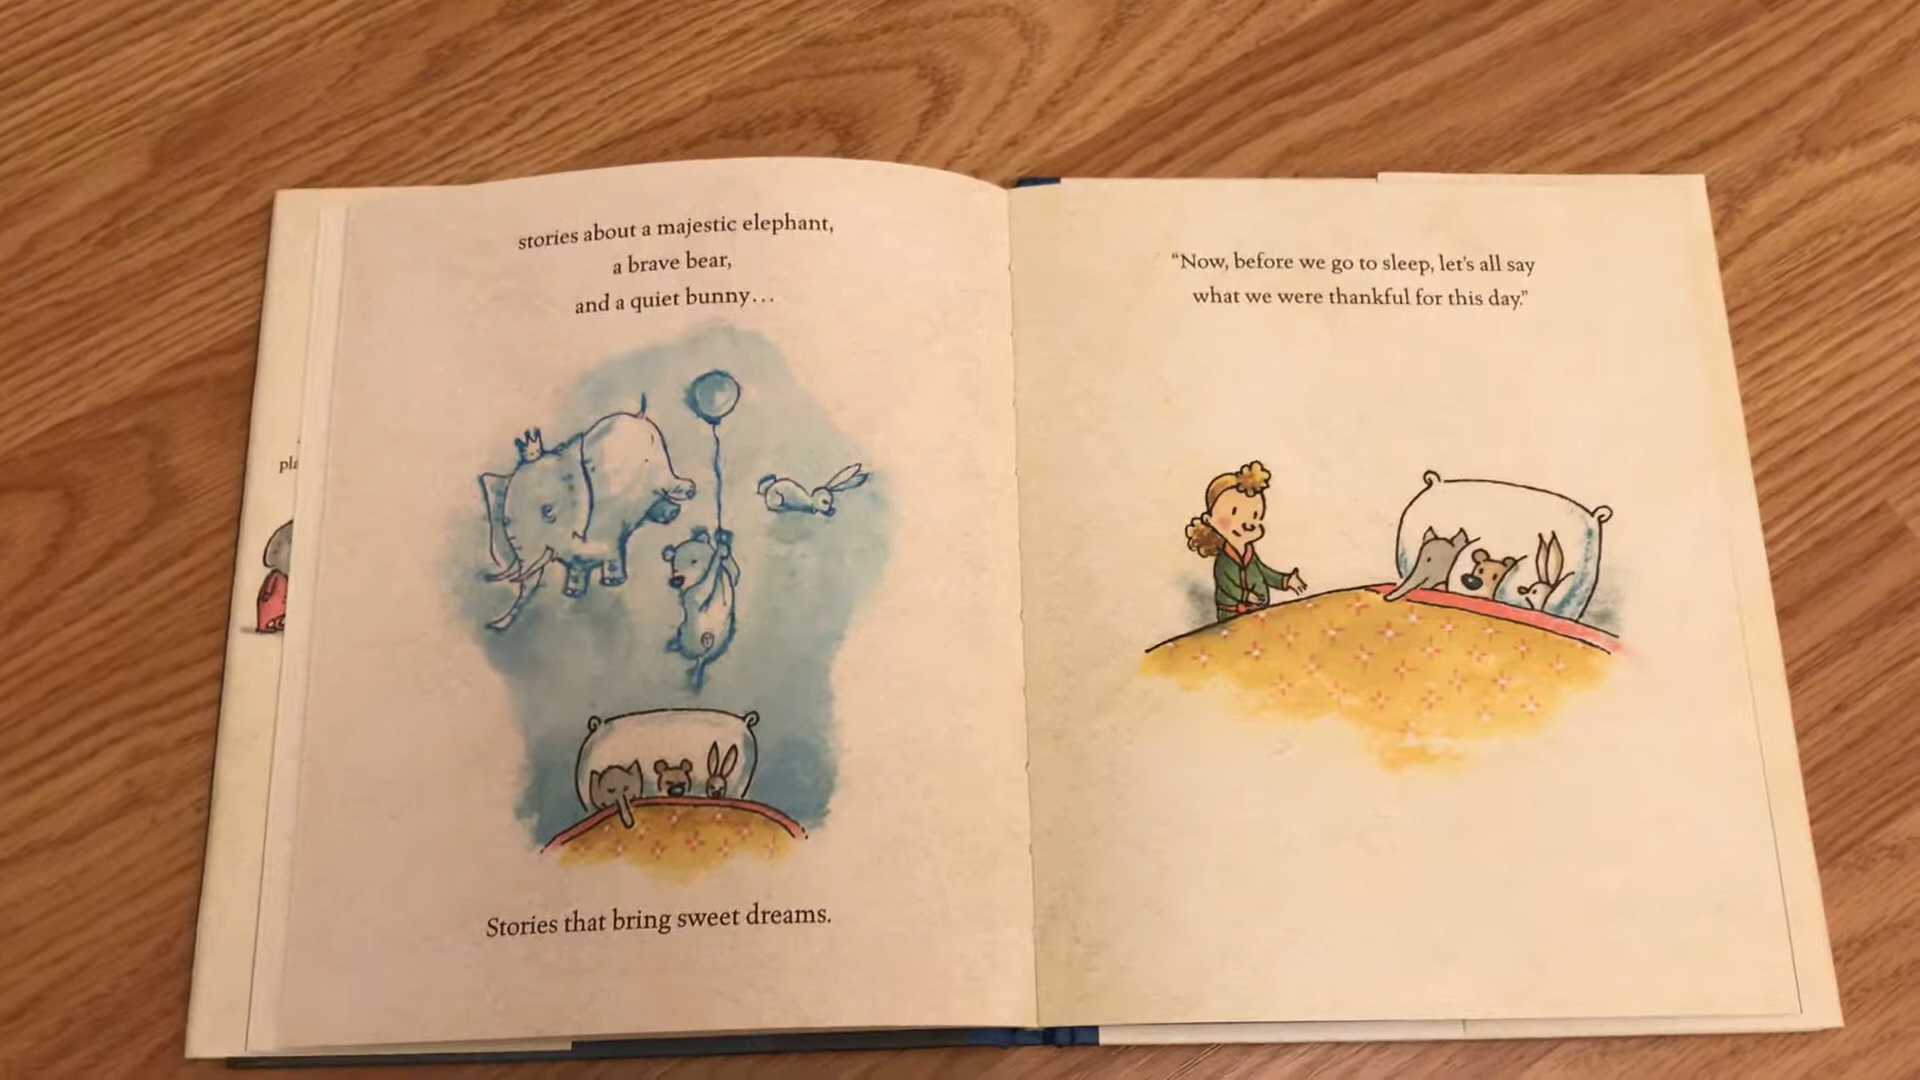 stories about a majestic elephant,
a brave bear,
and a quiet bunny...
Stories that bring sweet dreams.
“Now, before we go to sleep, let’s all say
what we were thankful for this day.”